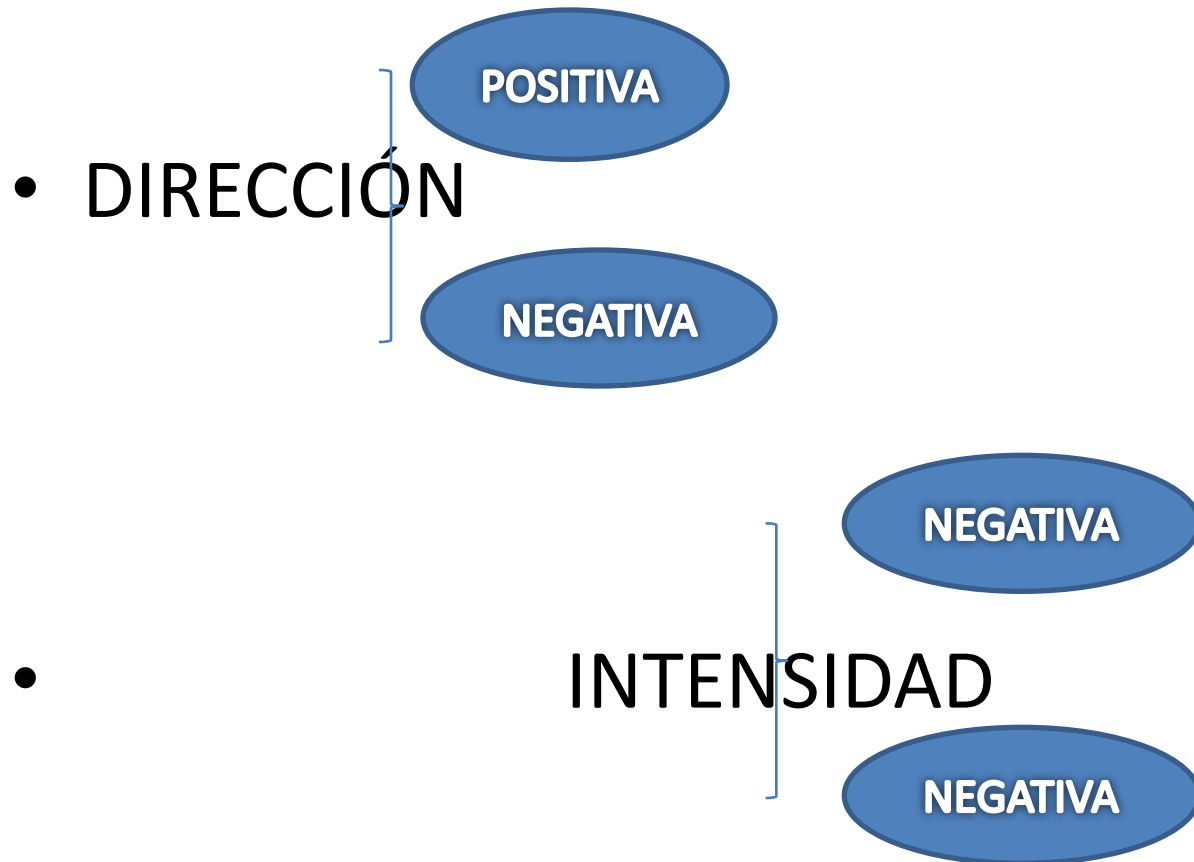 POSITIVA
• DIRECCIÓN
NEGATIVA
NEGATIVA
• INTENSIDAD
NEGATIVA